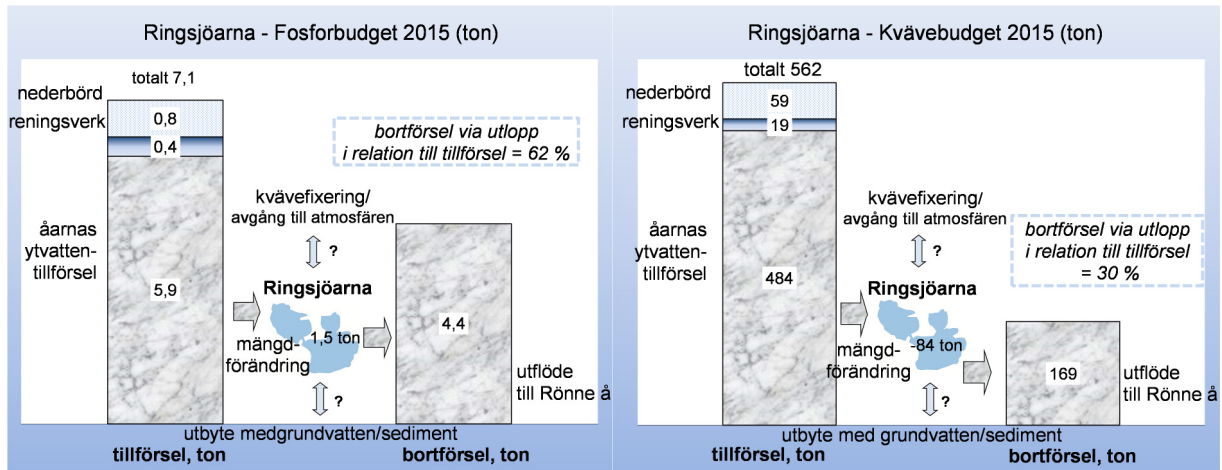 Ringsjöarna - Fosforbudget 2015 (ton)
totalt 7,1
nederbörd
0,8
reningsverk
0,4
bortförsel via utlopp
i relation till tillförsel = 62 %
kvävefixering/
avgång till atmosfären
?
åarnas
ytvatten-
tillförsel
5,9
Ringsjöarna
1,5 ton
mängd-
förändring
4,4
utflöde
till Rönne å
?
utbyte medgrundvatten/sediment
tillförsel, ton
bortförsel, ton
Ringsjöarna - Kvävebudget 2015 (ton)
totalt 562
nederbörd
59
reningsverk
19
kvävefixering/
avgång till atmosfären
?
bortförsel via utlopp
i relation till tillförsel
= 30 %
åarnas
ytvatten-
tillförsel
484
Ringsjöarna
-84 ton
mängd-
förändring
169
utflöde
till Rönne å
?
utbyte med grundvatten/sediment
tillförsel, ton
bortförsel, ton